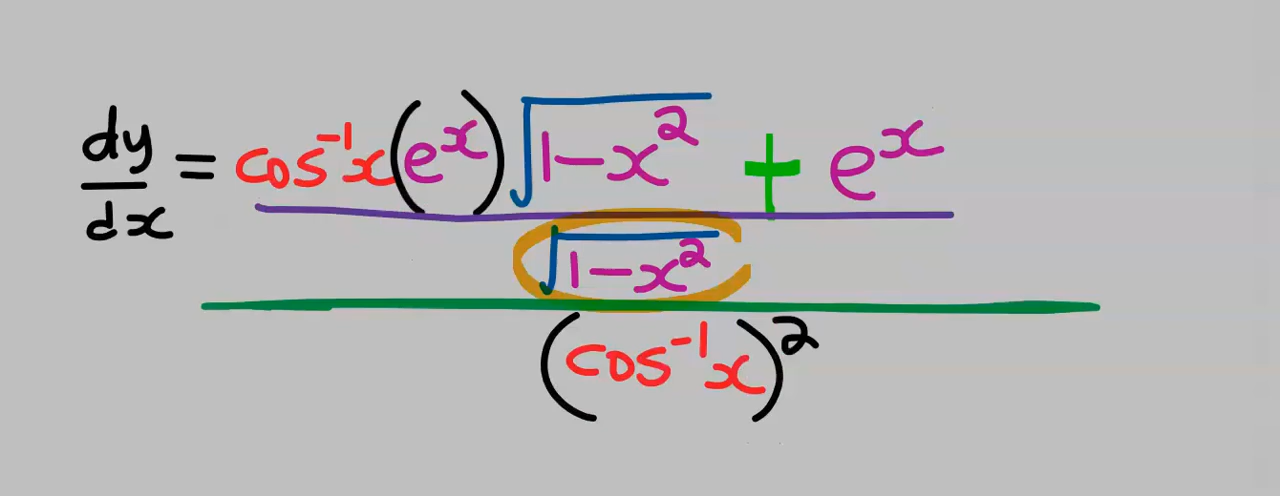 dy/dx = cos⁻¹x(eˣ)√(1−x²) + eˣ
√(1−x²)
(cos⁻¹x)²